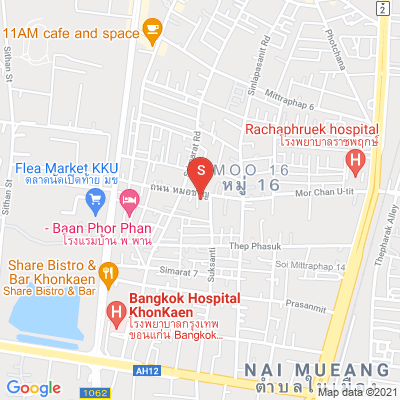 2
11AM cafe and space
Sithan St
Photchana
Sinlapasanit Rd
Mittraphap 6
Rachaphruek hospital
โรงพยาบาลราชพฤกษ์
H
S
MOO 16
หมู่ 16
Flea Market KKU
ตลาดนัดเปิดท้าย มข
ถนน หมอชาญ
Mor Chan U-tit
Sithan St
Baan Phor Phan
โรงแรมบ้าน พ.พาน
Thep Phasuk
Thepharak Alley
Suksanti
Share Bistro &
Bar Khonkaen
Share Bistro & Bar
Simarat 7
Soi Mittraphap 14
Prasanmit
Bangkok Hospital
KhonKaen
โรงพยาบาลกรุงเทพ
ขอนแก่น Bangkok...
H
NAI MUEANG
ตำบลในเมือง
AH12
1062
Google
Map data ©2021